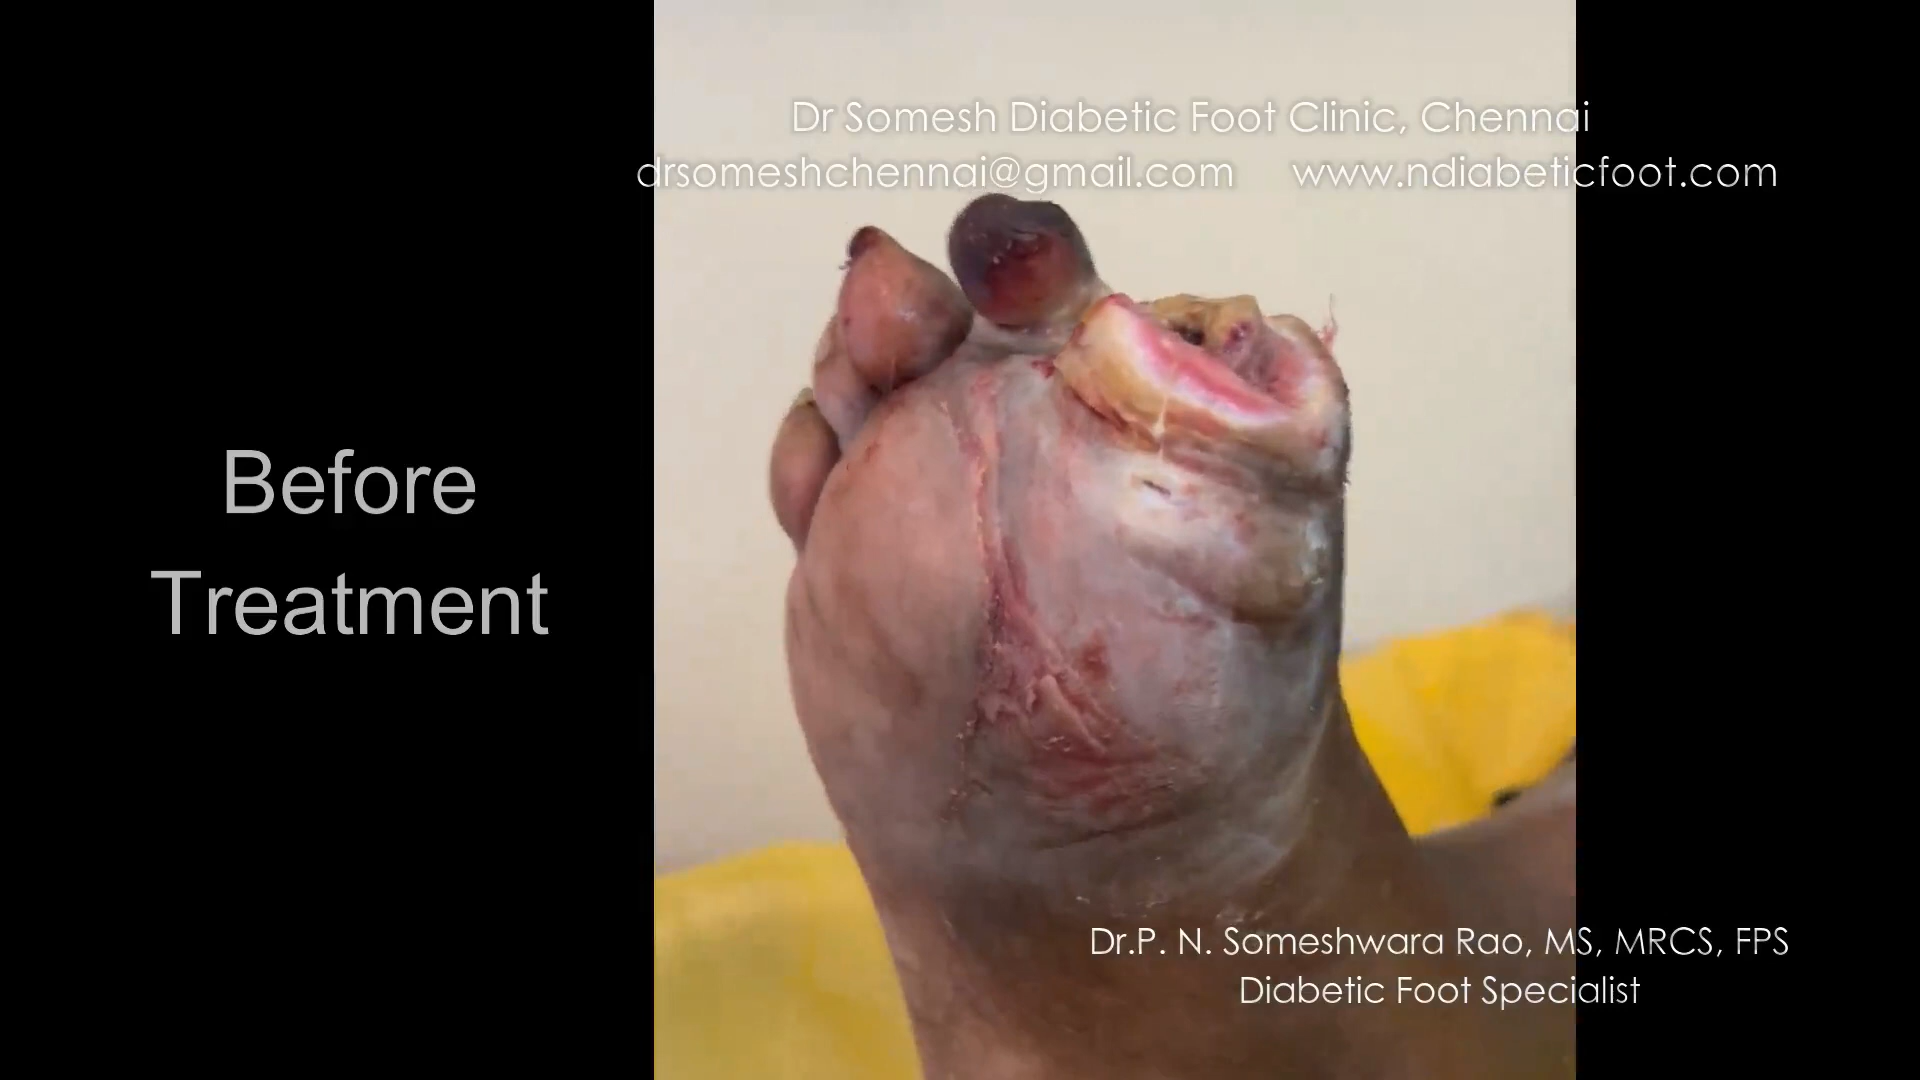 Dr Somesh Diabetic Foot Clinic, Chennai
drsomeshchennai@gmail.com www.ndiabeticfoot.com
Before
Treatment
Dr.P. N. Someshwara Rao, MS, MRCS, FPS
Diabetic Foot Specialist